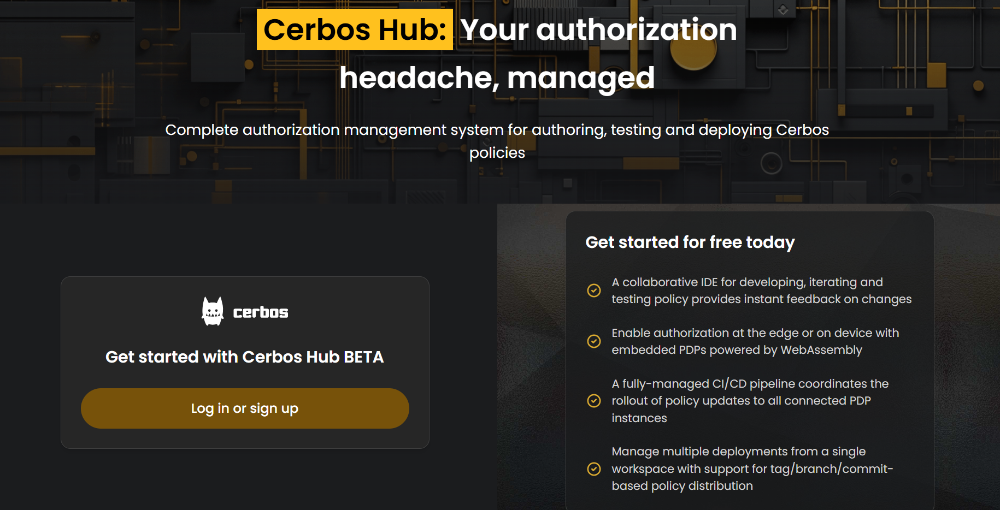 Cerbos Hub: Your authorization
headache, managed
Complete authorization management system for authoring, testing and deploying Cerbos
policies
cerbos
Get started with Cerbos Hub BETA
Log in or sign up
Get started for free today
A collaborative IDE for developing, iterating and
testing policy provides instant feedback on changes
Enable authorization at the edge or on device with
embedded PDPs powered by WebAssembly
A fully-managed CI/CD pipeline coordinates the
rollout of policy updates to all connected PDP
instances
Manage multiple deployments from a single
workspace with support for tag/branch/commit-
based policy distribution